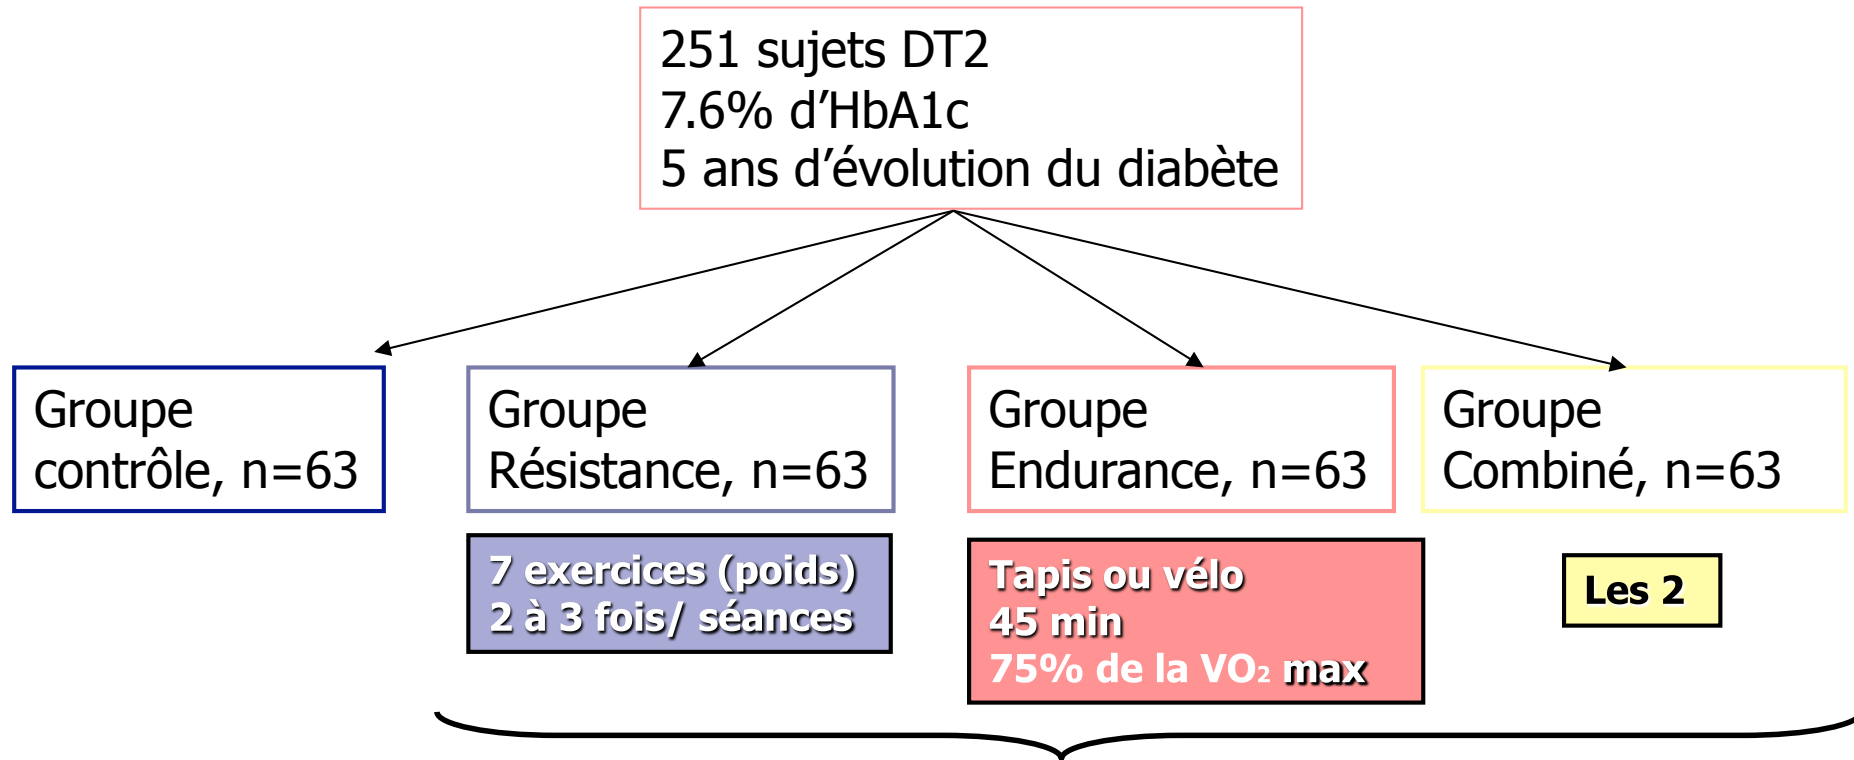 251 sujets DT2
7.6% d’HbA1c
5 ans d’évolution du diabète
Groupe
contrôle, n=63
Groupe
Résistance, n=63
Groupe
Endurance, n=63
Groupe
Combiné, n=63
7 exercices (poids)
2 à 3 fois/ séances
Tapis ou vélo
45 min
75% de la VO₂ max
Les 2